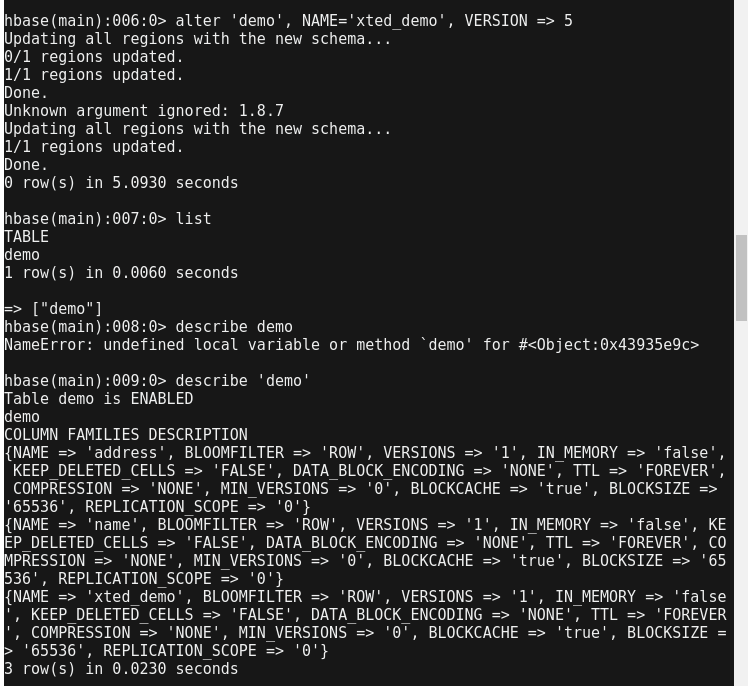 hbase(main):006:0> alter 'demo', NAME='xted_demo', VERSION => 5
Updating all regions with the new schema...
0/1 regions updated.
1/1 regions updated.
Done.
Unknown argument ignored: 1.8.7
Updating all regions with the new schema...
1/1 regions updated.
Done.
0 row(s) in 5.0930 seconds
hbase(main):007:0> list
TABLE
demo
1 row(s) in 0.0060 seconds
=> ["demo"]
hbase(main):008:0> describe demo
NameError: undefined local variable or method `demo' for #<Object:0x43935e9c>
hbase(main):009:0> describe 'demo'
Table demo is ENABLED
demo
COLUMN FAMILIES DESCRIPTION
{NAME => 'address', BLOOMFILTER => 'ROW', VERSIONS => '1', IN_MEMORY => 'false',
 KEEP_DELETED_CELLS => 'FALSE', DATA_BLOCK_ENCODING => 'NONE', TTL => 'FOREVER',
 COMPRESSION => 'NONE', MIN_VERSIONS => '0', BLOCKCACHE => 'true', BLOCKSIZE =>
'65536', REPLICATION_SCOPE => '0'}
{NAME => 'name', BLOOMFILTER => 'ROW', VERSIONS => '1', IN_MEMORY => 'false', KE
EP_DELETED_CELLS => 'FALSE', DATA_BLOCK_ENCODING => 'NONE', TTL => 'FOREVER', CO
MPRESSION => 'NONE', MIN_VERSIONS => '0', BLOCKCACHE => 'true', BLOCKSIZE => '65
536', REPLICATION_SCOPE => '0'}
{NAME => 'xted_demo', BLOOMFILTER => 'ROW', VERSIONS => '1', IN_MEMORY => 'false
', KEEP_DELETED_CELLS => 'FALSE', DATA_BLOCK_ENCODING => 'NONE', TTL => 'FOREVER
', COMPRESSION => 'NONE', MIN_VERSIONS => '0', BLOCKCACHE => 'true', BLOCKSIZE =
> '65536', REPLICATION_SCOPE => '0'}
3 row(s) in 0.0230 seconds